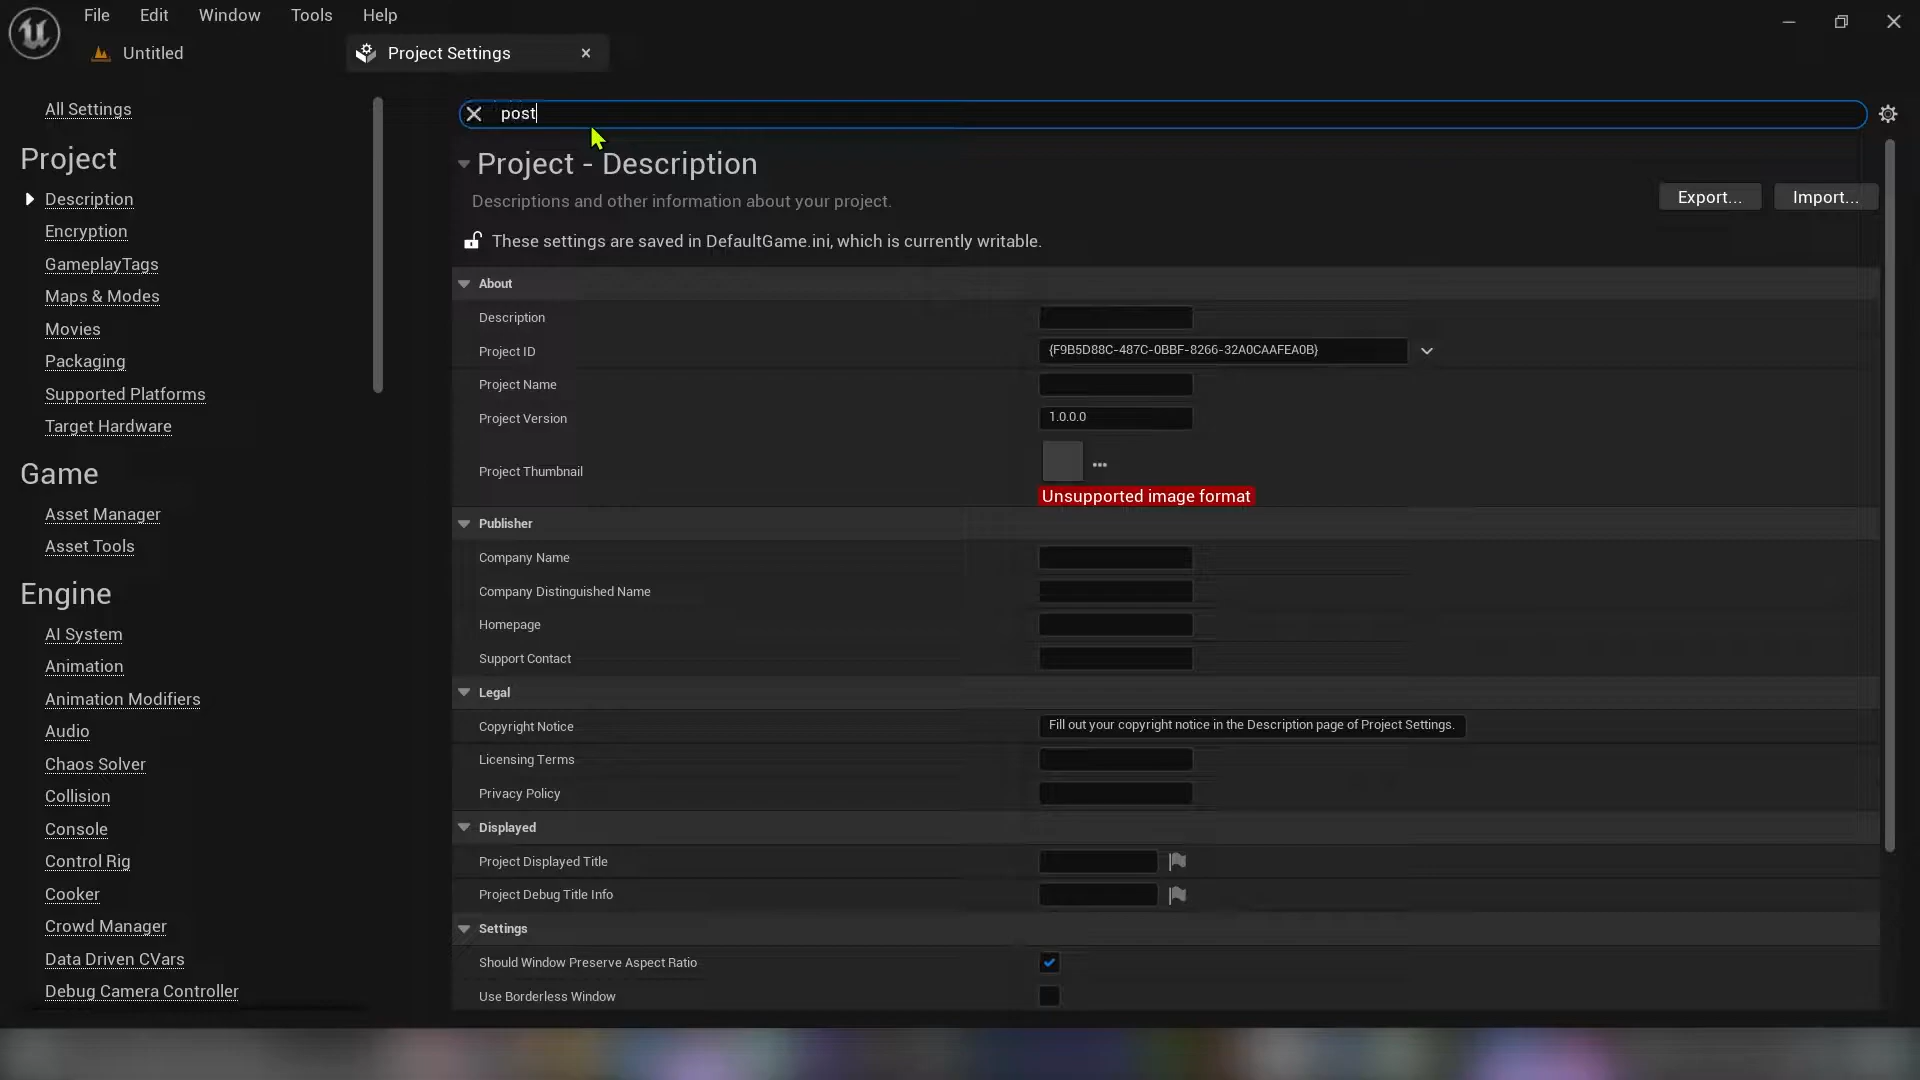 File Edit Window Tools Help
Untitled
Project Settings
All Settings
Project
Description
Encryption
GameplayTags
Maps & Modes
Movies
Packaging
Supported Platforms
Target Hardware
Game
Asset Manager
Asset Tools
Engine
AI System
Animation
Animation Modifiers
Audio
Chaos Solver
Collision
Console
Control Rig
Cooker
Crowd Manager
Data Driven CVars
Debug Camera Controller
post
Project - Description
Descriptions and other information about your project.
Export... Import...
These settings are saved in DefaultGame.ini, which is currently writable.
About
Description
Project ID {F9B5D88C-487C-0BBF-8266-32A0CAAFEA0B}
Project Name
Project Version 1.0.0.0
Project Thumbnail
Unsupported image format
Publisher
Company Name
Company Distinguished Name
Homepage
Support Contact
Legal
Copyright Notice Fill out your copyright notice in the Description page of Project Settings.
Licensing Terms
Privacy Policy
Displayed
Project Displayed Title
Project Debug Title Info
Settings
Should Window Preserve Aspect Ratio
Use Borderless Window